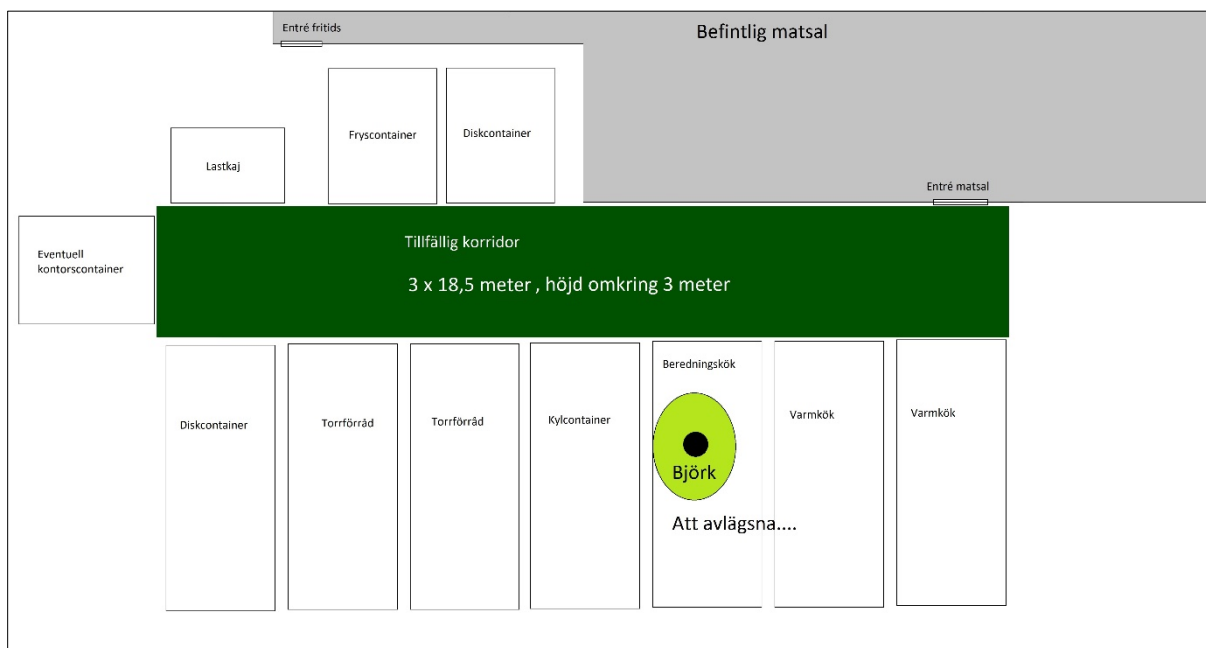 Entré fritids
Befintlig matsal
Fryscontainer
Diskcontainer
Lastkaj
Entré matsal
Eventuell
kontorscontainer
Tillfällig korridor
3 x 18,5 meter , höjd omkring 3 meter
Beredningskök
Diskcontainer
Torrförråd
Torrförråd
Kylcontainer
Varmkök
Varmkök
Björk
Att avlägsna....